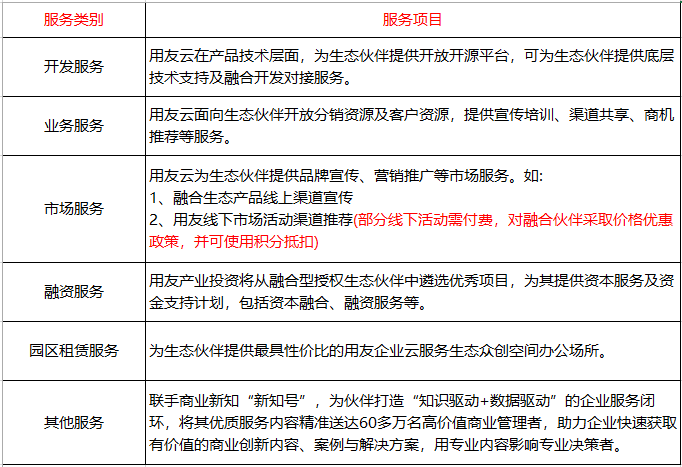 服务类别
服务项目
开发服务
用友云在产品技术层面，为生态伙伴提供开放开源平台，可为生态伙伴提供底层
技术支持及融合开发对接服务。
业务服务
用友云面向生态伙伴开放分销资源及客户资源，提供宣传培训、渠道共享、商机
推荐等服务。
市场服务
用友云为生态伙伴提供品牌宣传、营销推广等市场服务。如:
1、融合生态产品线上渠道宣传
2、用友线下市场活动渠道推荐(部分线下活动需付费，对融合伙伴采取价格优惠
政策，并可使用积分抵扣)
融资服务
用友产业投资将从融合型授权生态伙伴中遴选优秀项目，为其提供资本服务及资
金支持计划，包括资本融合、融资服务等。
园区租赁服务
为生态伙伴提供最具性价比的用友企业云服务生态众创空间办公场所。
其他服务
联手商业新知“新知号”，为伙伴打造“知识驱动+数据驱动”的企业服务闭
环，将其优质服务内容精准送达60多万名高价值商业管理者，助力企业快速获取
有价值的商业创新内容、案例与解决方案，用专业内容影响专业决策者。